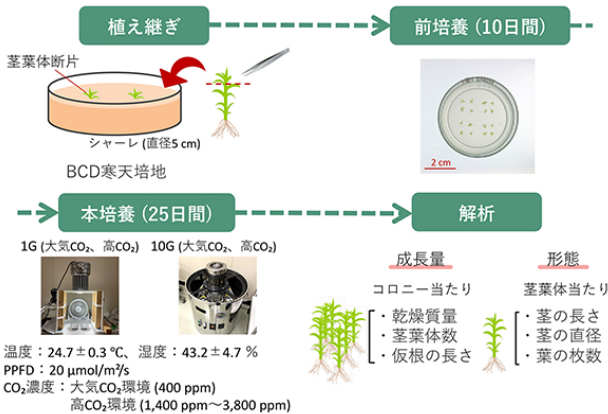 植え継ぎ
前培養 (10日間)
茎葉体断片
シャーレ (直径5 cm)
BCD寒天培地
2 cm
本培養 (25日間)
解析
1G (大気CO₂、高CO₂)
10G (大気CO₂、高CO₂)
温度：24.7±0.3 ℃、湿度：43.2±4.7 %
PPFD：20 μmol/m²/s
CO₂濃度：大気CO₂環境 (400 ppm)
高CO₂環境 (1,400 ppm～3,800 ppm)
成長量
コロニー当たり
・乾燥質量
・茎葉体数
・仮根の長さ
形態
茎葉体当たり
・茎の長さ
・茎の直径
・葉の枚数